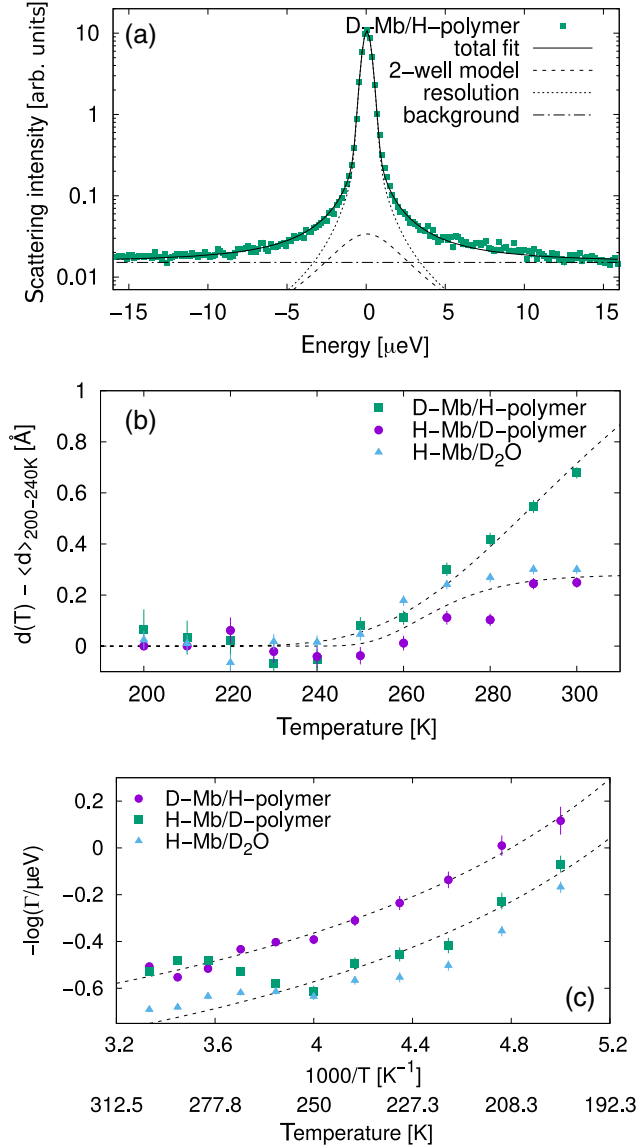 (a)
D−Mb/H−polymer
total fit
2−well model
resolution
background
Scattering intensity [arb. units]
10
1
0.1
0.01
−15 −10 −5 0 5 10 15
Energy [μeV]
(b)
D−Mb/H−polymer
H−Mb/D−polymer
H−Mb/D₂O
d(T) − <d>₂₀₀₋₂₄₀K [Å]
1
0.8
0.6
0.4
0.2
0
200 220 240 260 280 300
Temperature [K]
D−Mb/H−polymer
H−Mb/D−polymer
H−Mb/D₂O
(c)
−log(Γ/μeV)
0.2
0
−0.2
−0.4
−0.6
3.2 3.6 4 4.4 4.8 5.2
1000/T [K⁻¹]
312.5 277.8 250 227.3 208.3 192.3
Temperature [K]